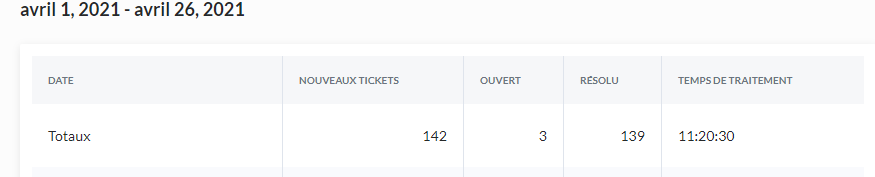 avril 1, 2021 - avril 26, 2021
DATE NOUVEAUX TICKETS OUVERT RÉSOLU TEMPS DE TRAITEMENT
Totaux 142 3 139 11:20:30